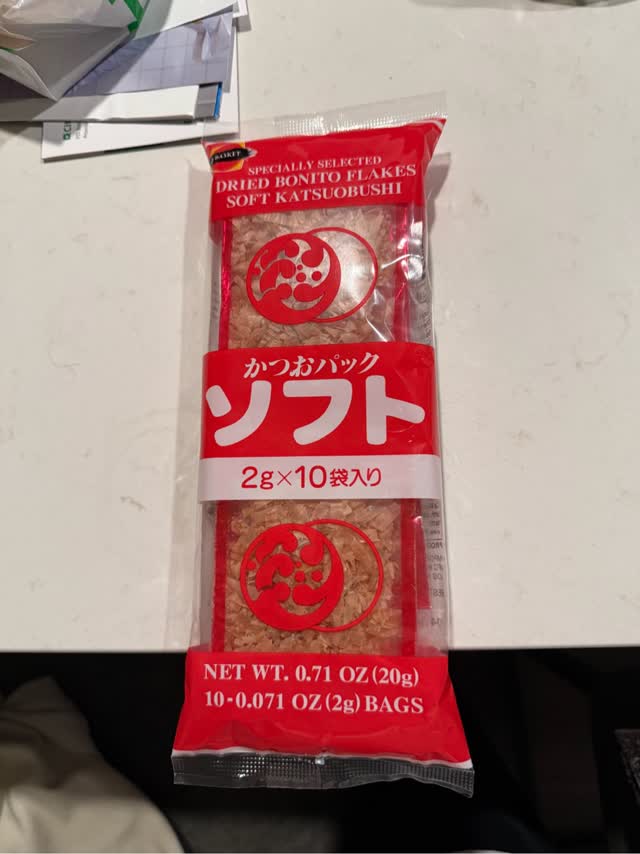 BASKET
SPECIALLY SELECTED
DRIED BONITO FLAKES
SOFT KATSUOBUSHI
かつおパック
ソフト
2g×10袋入り
NET WT. 0.71 OZ (20g)
10-0.071 OZ (2g) BAGS